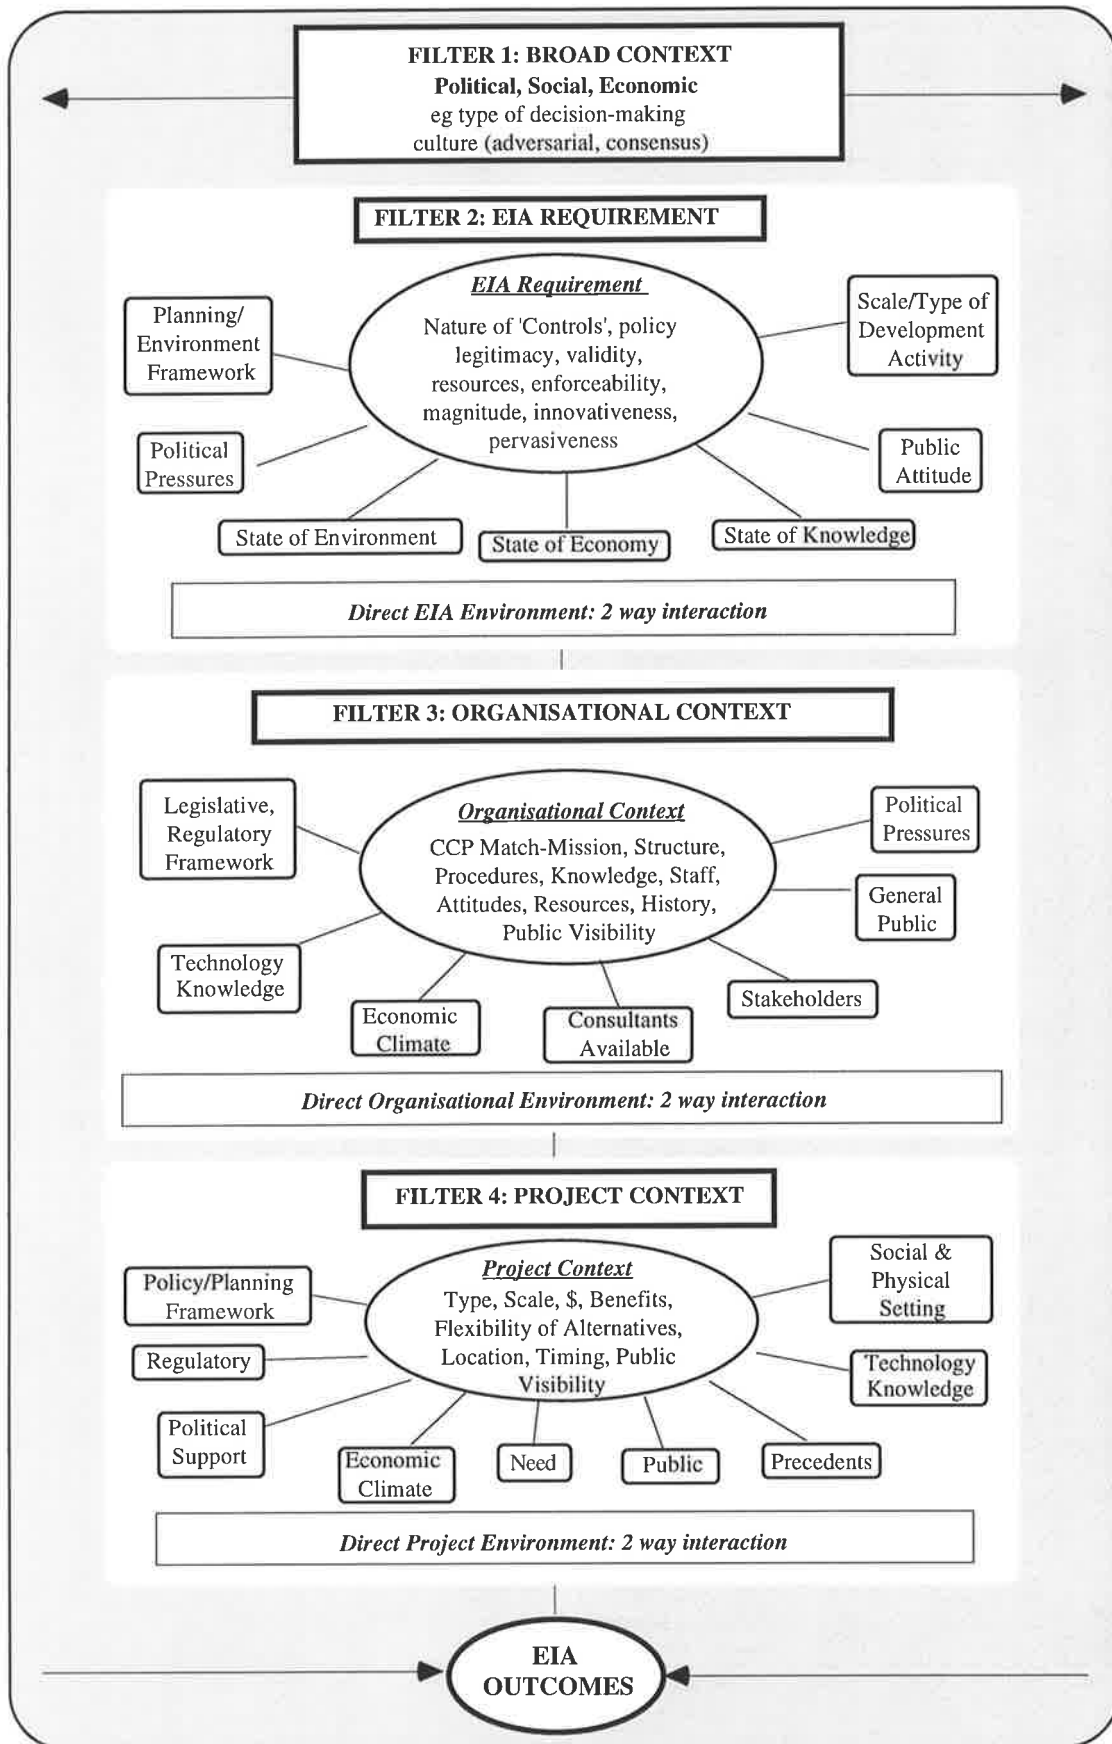 FILTER 1: BROAD CONTEXT
Political, Social, Economic
eg type of decision-making
culture (adversarial, consensus)
FILTER 2: EIA REQUIREMENT
EIA Requirement
Nature of 'Controls', policy
legitimacy, validity,
resources, enforceability,
magnitude, innovativeness,
pervasiveness
Planning/
Environment
Framework
Scale/Type of
Development
Activity
Political
Pressures
Public
Attitude
State of Environment
State of Economy
State of Knowledge
Direct EIA Environment: 2 way interaction
FILTER 3: ORGANISATIONAL CONTEXT
Legislative,
Regulatory
Framework
Organisational Context
CCP Match-Mission, Structure,
Procedures, Knowledge, Staff,
Attitudes, Resources, History,
Public Visibility
Political
Pressures
General
Public
Technology
Knowledge
Economic
Climate
Consultants
Available
Stakeholders
Direct Organisational Environment: 2 way interaction
FILTER 4: PROJECT CONTEXT
Policy/Planning
Framework
Project Context
Type, Scale, $, Benefits,
Flexibility of Alternatives,
Location, Timing, Public
Visibility
Social &
Physical
Setting
Regulatory
Technology
Knowledge
Political
Support
Economic
Climate
Need
Public
Precedents
Direct Project Environment: 2 way interaction
EIA
OUTCOMES